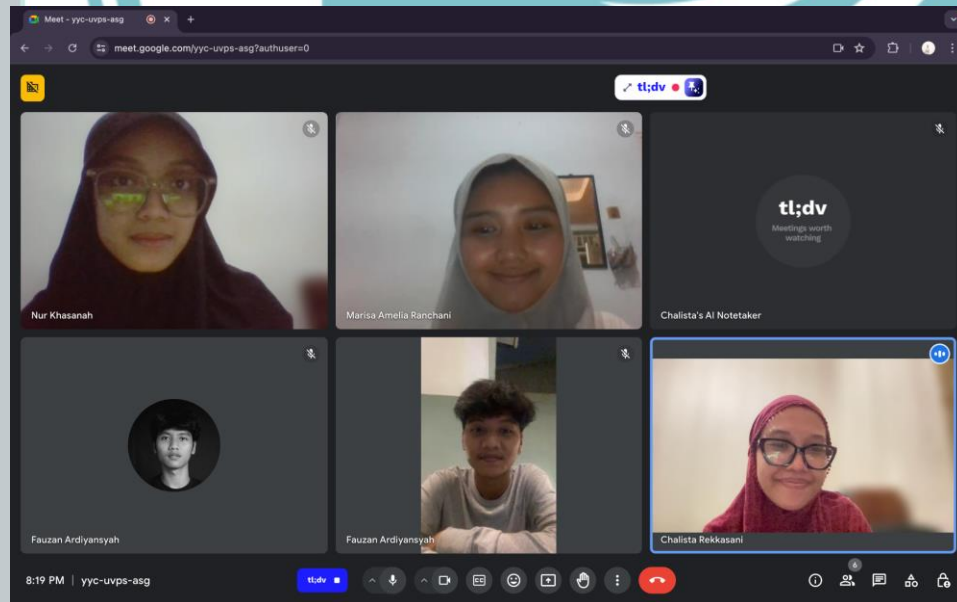 Meet - yyc-uvps-asg
meet.google.com/yyc-uvps-asg?authuser=0
tl;dv
Nur Khasanah
Marisa Amelia Ranchani
tl;dv
Meetings worth
watching
Chalista's AI Notetaker
Fauzan Ardiyansyah
Fauzan Ardiyansyah
Chalista Rekkasani
8:19 PM | yyc-uvps-asg
tl;dv
CC
6